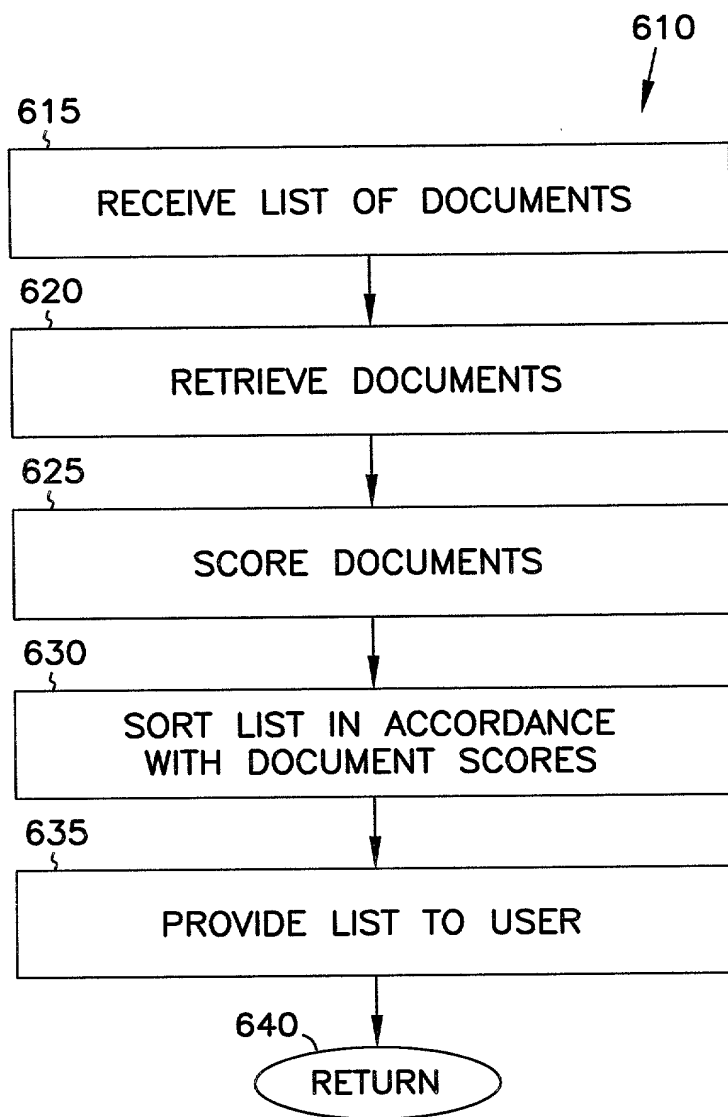 610
615
RECEIVE LIST OF DOCUMENTS
620
RETRIEVE DOCUMENTS
625
SCORE DOCUMENTS
630
SORT LIST IN ACCORDANCE
WITH DOCUMENT SCORES
635
PROVIDE LIST TO USER
640
RETURN